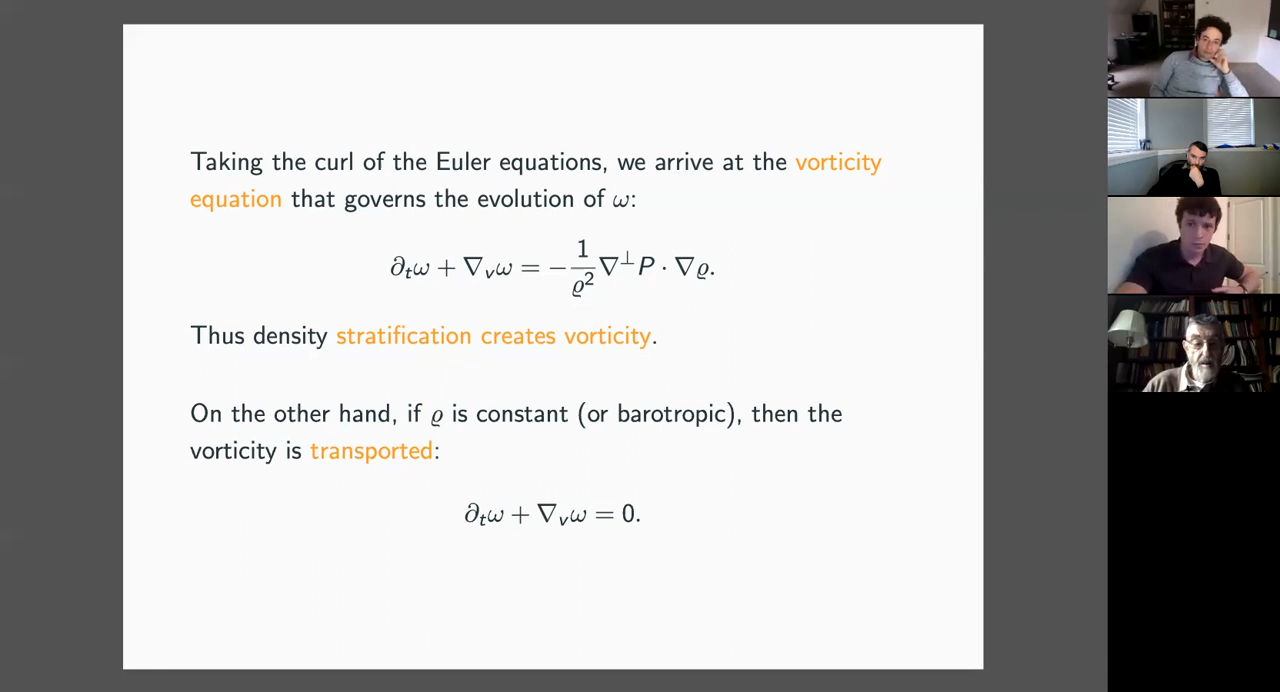 Taking the curl of the Euler equations, we arrive at the vorticity
equation that governs the evolution of ω:
∂ₜω + ∇ᵥω = −1/ϱ² ∇⊥P · ∇ϱ.
Thus density stratification creates vorticity.
On the other hand, if ϱ is constant (or barotropic), then the
vorticity is transported:
∂ₜω + ∇ᵥω = 0.